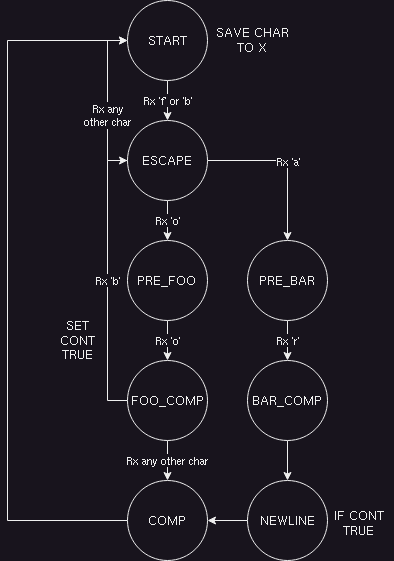 START
SAVE CHAR
TO X
Rx 'f' or 'b'
Rx any
other char
ESCAPE
Rx 'a'
Rx 'o'
Rx 'b'
PRE_FOO
PRE_BAR
SET
CONT
TRUE
Rx 'o'
Rx 'r'
FOO_COMP
BAR_COMP
Rx any other char
COMP
NEWLINE
IF CONT
TRUE